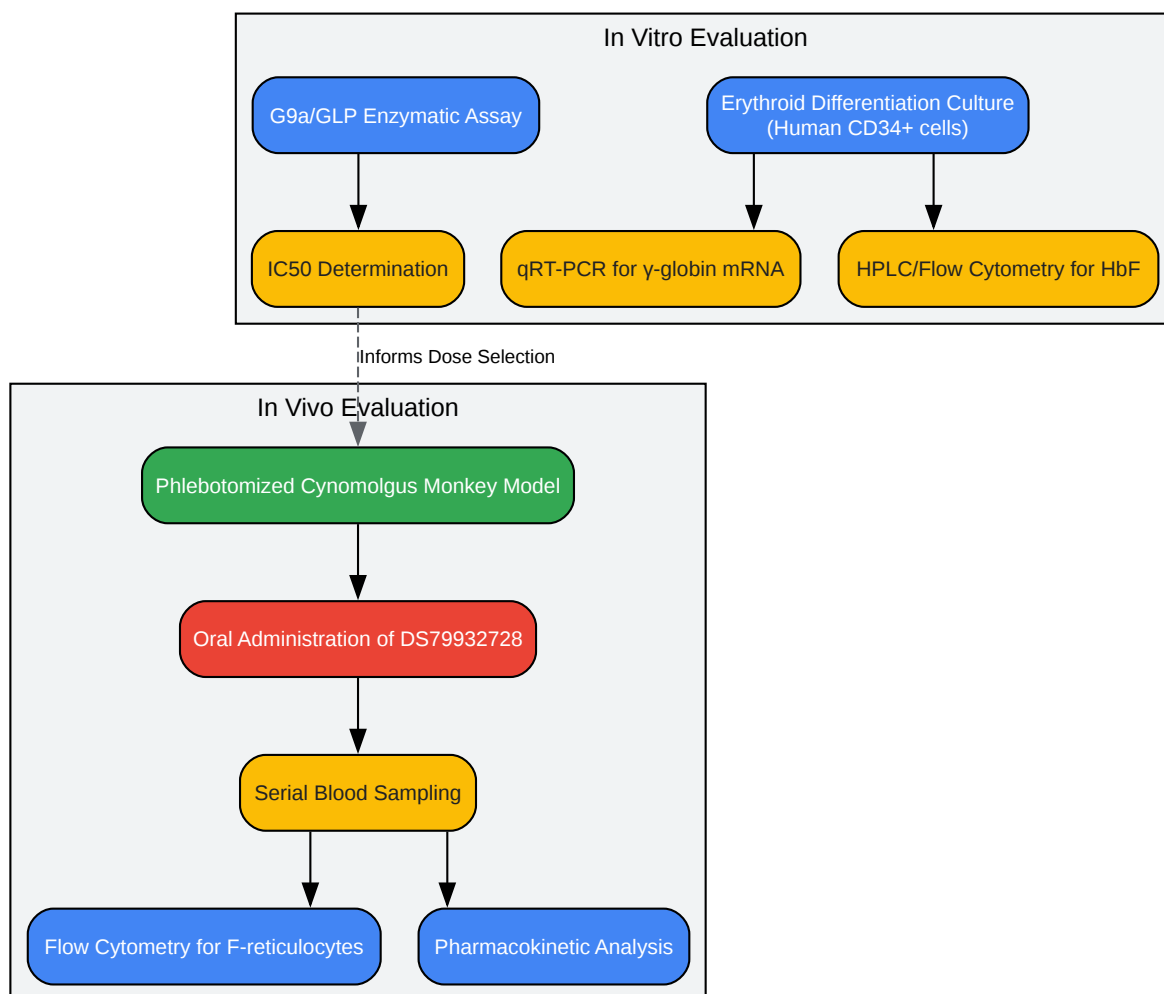 In Vitro Evaluation
G9a/GLP Enzymatic Assay
Erythroid Differentiation Culture
(Human CD34+ cells)
IC50 Determination
qRT-PCR for γ-globin mRNA
HPLC/Flow Cytometry for HbF
Informs Dose Selection
In Vivo Evaluation
Phlebotomized Cynomolgus Monkey Model
Oral Administration of DS79932728
Serial Blood Sampling
Flow Cytometry for F-reticulocytes
Pharmacokinetic Analysis